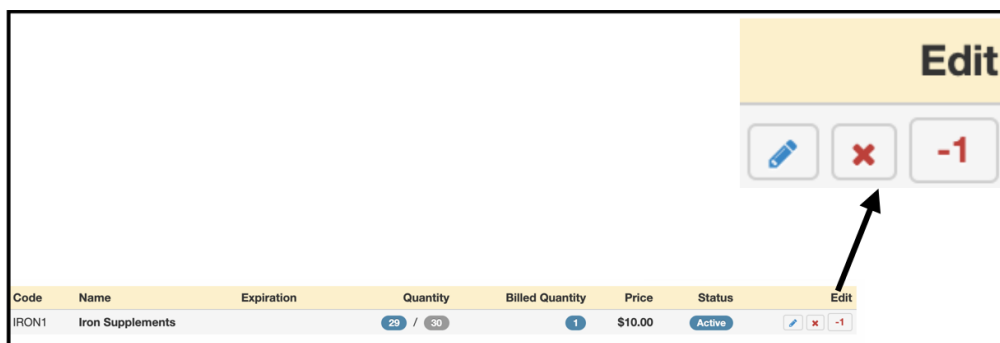 Edit
-1
Code Name Expiration Quantity Billed Quantity Price Status Edit
IRON1 Iron Supplements 29 / 30 1 $10.00 Active -1